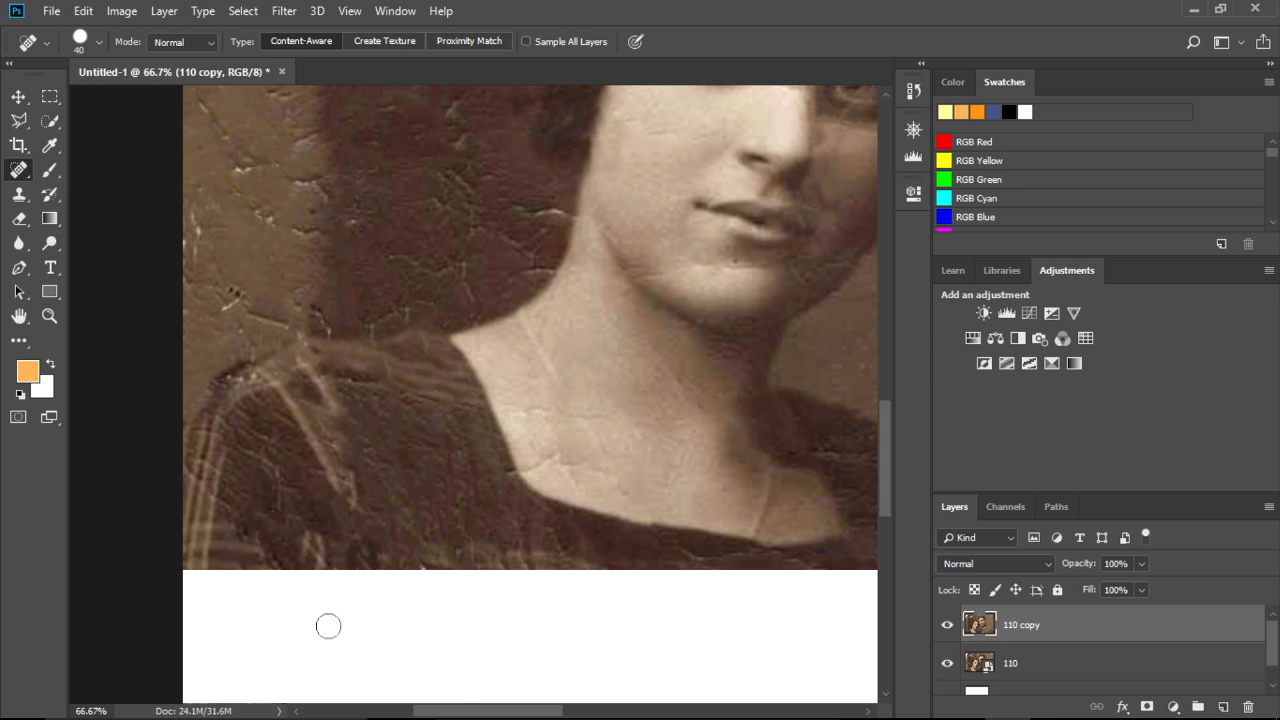 Ps File Edit Image Layer Type Select Filter 3D View Window Help
40 Mode: Normal Type: Content-Aware Create Texture Proximity Match Sample All Layers
Untitled-1 @ 66.7% (110 copy, RGB/8) *
Color Swatches
RGB Red
RGB Yellow
RGB Green
RGB Cyan
RGB Blue
Learn Libraries Adjustments
Add an adjustment
Layers Channels Paths
Kind
Normal Opacity: 100%
Lock: Fill: 100%
110 copy
110
66.67% Doc: 24.1M/31.6M